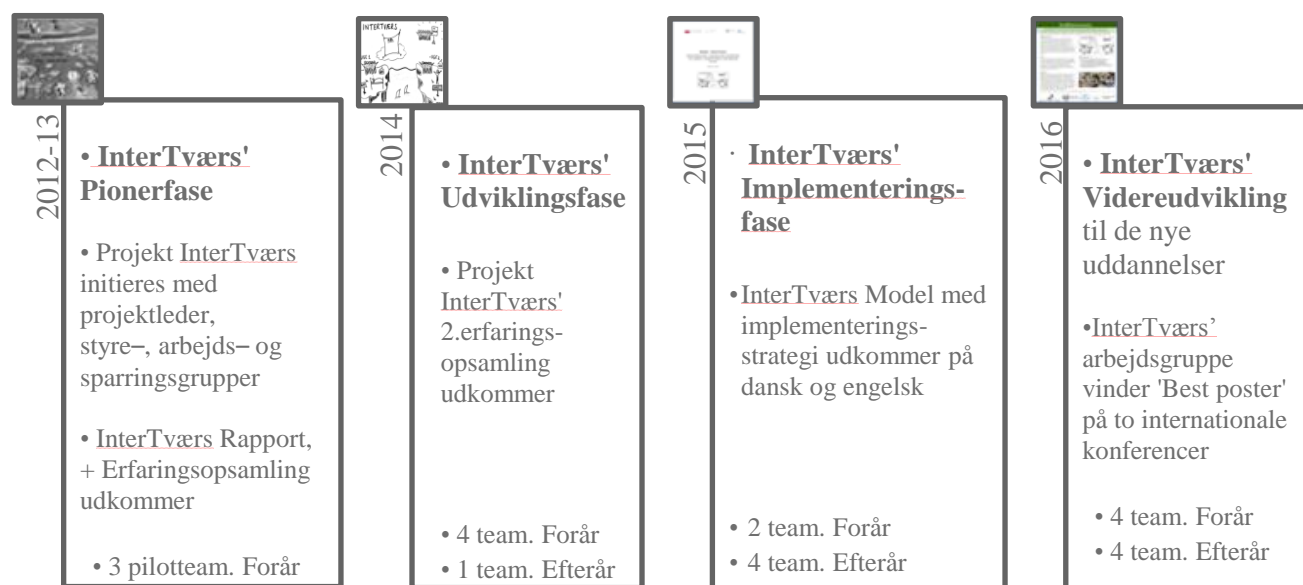 2012-13
• InterTværs'
Pionerfase
• Projekt InterTværs
initieres med
projektleder,
styre–, arbejds– og
sparringsgrupper
• InterTværs Rapport,
+ Erfaringsopsamling
udkommer
• 3 pilotteam. Forår
INTERTVÆRS
2014
• InterTværs'
Udviklingsfase
• Projekt
InterTværs'
2.erfarings-
opsamling
udkommer
• 4 team. Forår
• 1 team. Efterår
2015
· InterTværs'
Implementerings-
fase
•InterTværs Model med
implementerings-
strategi udkommer på
dansk og engelsk
• 2 team. Forår
• 4 team. Efterår
2016
• InterTværs'
Videreudvikling
til de nye
uddannelser
•InterTværs’
arbejdsgruppe
vinder 'Best poster'
på to internationale
konferencer
• 4 team. Forår
• 4 team. Efterår